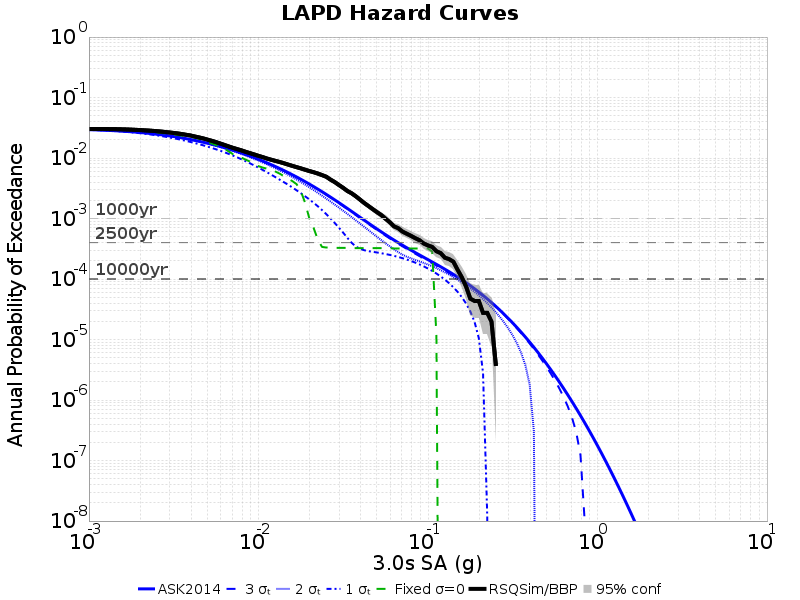 LAPD Hazard Curves
Annual Probability of Exceedance
10^0
10^-1
10^-2
10^-3
10^-4
10^-5
10^-6
10^-7
10^-8
1000yr
2500yr
10000yr
10^-3 10^-2 10^-1 10^0 10^1
3.0s SA (g)
ASK2014 3 σₜ 2 σₜ 1 σₜ Fixed σ=0 RSQSim/BBP 95% conf